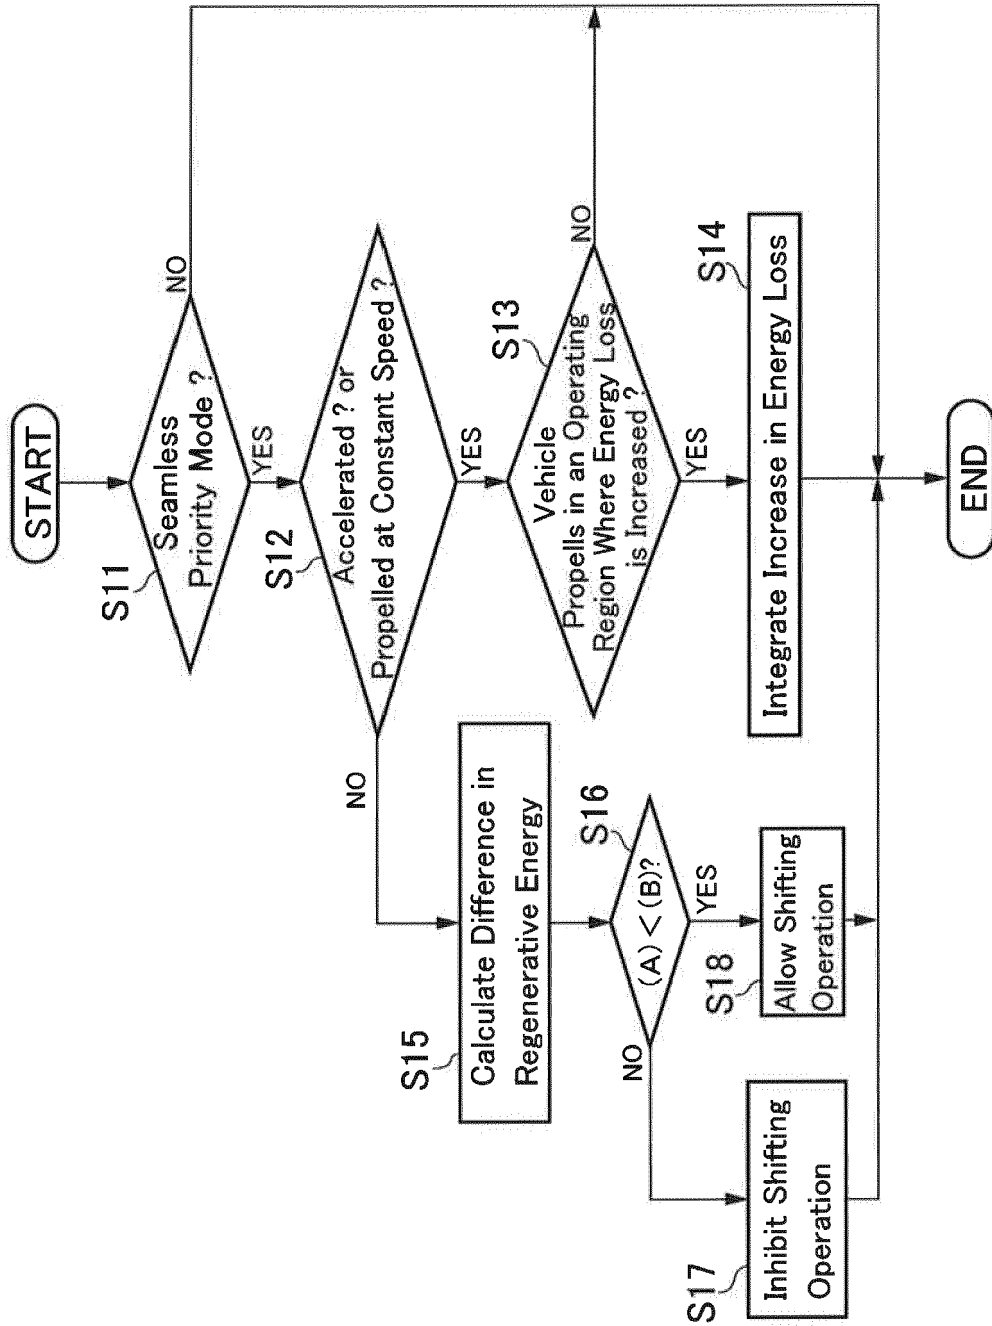 START
S11
Seamless
Priority Mode ?
NO
YES
S12
Accelerated ? or
Propelled at Constant Speed ?
NO
YES
S13
Vehicle
Propells in an Operating
Region Where Energy Loss
is Increased ?
NO
YES
S14
Integrate Increase in Energy Loss
S15
Calculate Difference in
Regenerative Energy
S16
(A) < (B)?
NO
YES
S17
Inhibit Shifting
Operation
S18
Allow Shifting
Operation
END